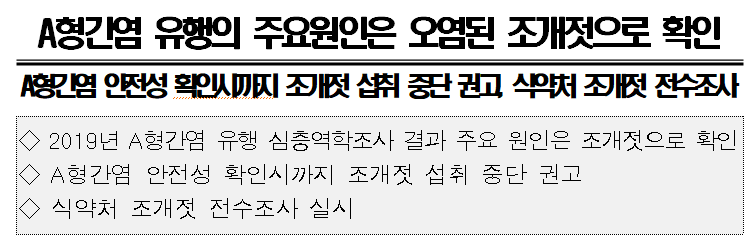 A형간염 유행의 주요원인은 오염된 조개젓으로 확인
A형간염 안전성 확인시까지 조개젓 섭취 중단 권고, 식약처 조개젓 전수조사
◇ 2019년 A형간염 유행 심층역학조사 결과 주요 원인은 조개젓으로 확인
◇ A형간염 안전성 확인시까지 조개젓 섭취 중단 권고
◇ 식약처 조개젓 전수조사 실시